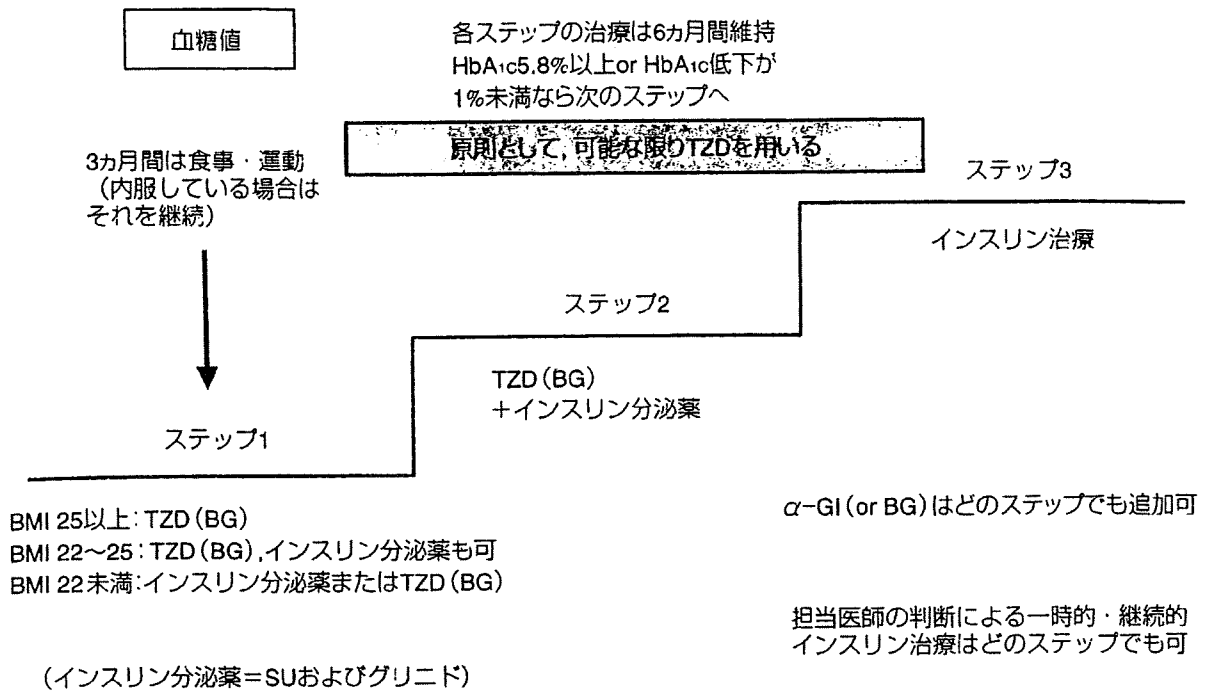 血糖値
各ステップの治療は6ヵ月間維持
HbA1c5.8%以上or HbA1c低下が
1%未満なら次のステップへ
原則として,可能な限りTZDを用いる
3ヵ月間は食事・運動
(内服している場合は
それを継続)
ステップ3
インスリン治療
ステップ2
TZD(BG)
+インスリン分泌薬
ステップ1
BMI 25以上:TZD(BG)
BMI 22〜25:TZD(BG),インスリン分泌薬も可
BMI 22未満:インスリン分泌薬またはTZD(BG)
α-GI(or BG)はどのステップでも追加可
担当医師の判断による一時的・継続的
インスリン治療はどのステップでも可
(インスリン分泌薬=SUおよびグリニド)